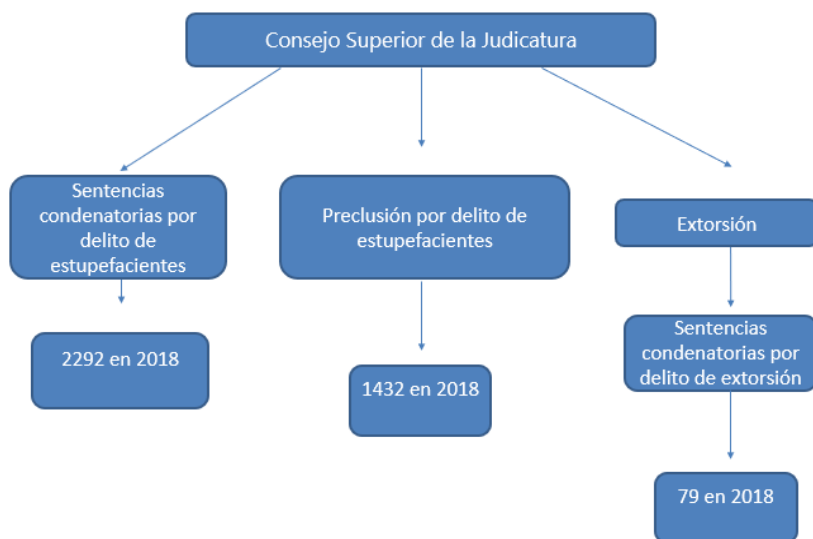 Consejo Superior de la Judicatura
Sentencias
condenatorias por
delito de
estupefacientes
2292 en 2018
Preclusión por delito de
estupefacientes
1432 en 2018
Extorsión
Sentencias
condenatorias por
delito de extorsión
79 en 2018